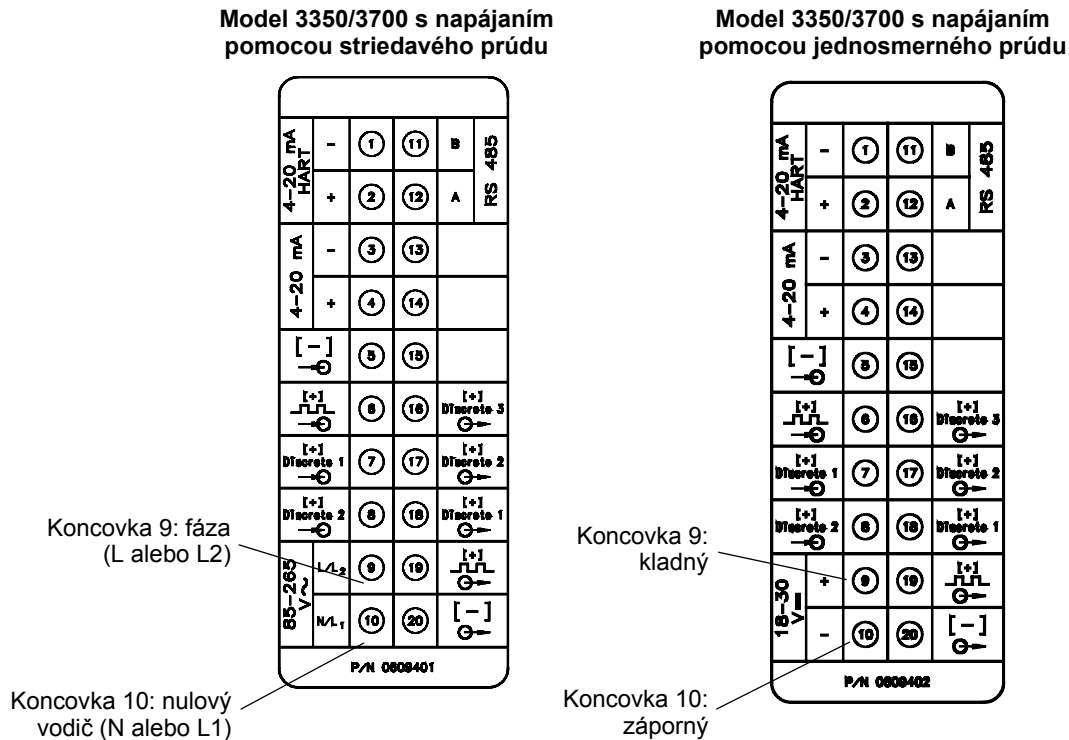 Model 3350/3700 s napájaním
pomocou striedavého prúdu
4–20 mA
HART
- 1 11 B
+ 2 12 A
RS 485
4–20 mA
- 3 13
+ 4 14
[-] 5 15
[+] 6 16 [+]
Discrete 3
[+] 7 17 [+]
Discrete 1 Discrete 2
[+] 8 18 [+]
Discrete 2 Discrete 1
85–265
V~
L/L2 9 19 [+]
N/L1 10 20 [-]
P/N 0609401
Koncovka 9: fáza
(L alebo L2)
Koncovka 10: nulový
vodič (N alebo L1)
Model 3350/3700 s napájaním
pomocou jednosmerného prúdu
4–20 mA
HART
- 1 11 B
+ 2 12 A
RS 485
4–20 mA
- 3 13
+ 4 14
[-] 5 15
[+] 6 16 [+]
Discrete 3
[+] 7 17 [+]
Discrete 1 Discrete 2
[+] 8 18 [+]
Discrete 2 Discrete 1
18–30
V
+ 9 19 [+]
- 10 20 [-]
P/N 0609402
Koncovka 9:
kladný
Koncovka 10:
záporný